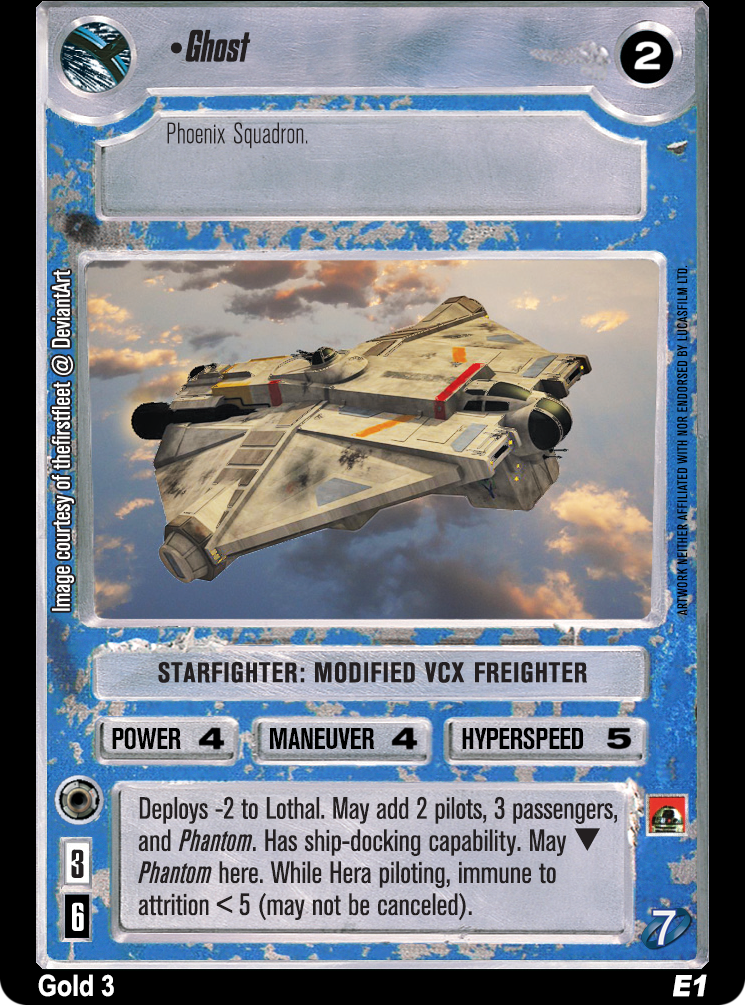 •Ghost
2
Phoenix Squadron.
Image courtesy of thefirstfleet @ DeviantArt
ARTWORK NEITHER AFFILIATED WITH NOR ENDORSED BY LUCASFILM LTD.
STARFIGHTER: MODIFIED VCX FREIGHTER
POWER 4 MANEUVER 4 HYPERSPEED 5
Deploys -2 to Lothal. May add 2 pilots, 3 passengers,
and Phantom. Has ship-docking capability. May ▼
Phantom here. While Hera piloting, immune to
attrition < 5 (may not be canceled).
3
6
7
Gold 3 E1